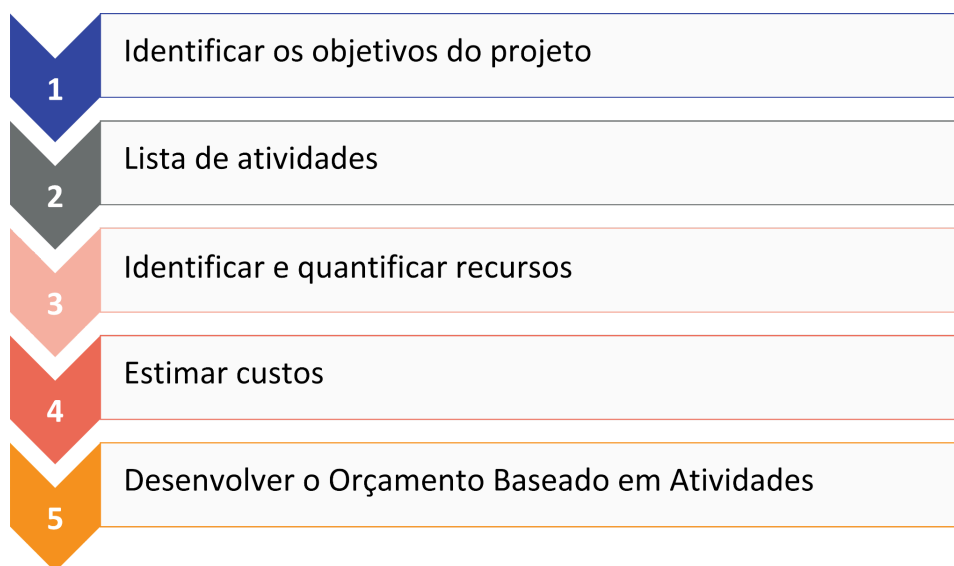 Identificar os objetivos do projeto
1
Lista de atividades
2
Identificar e quantificar recursos
3
Estimar custos
4
Desenvolver o Orçamento Baseado em Atividades
5